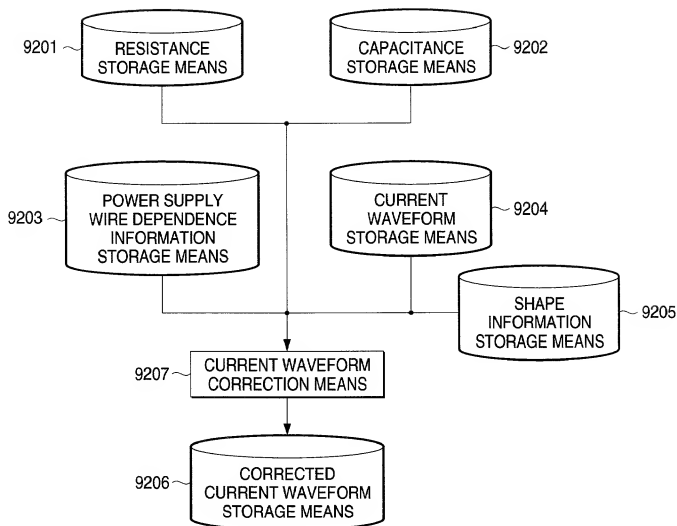 9201
RESISTANCE
STORAGE MEANS
CAPACITANCE
STORAGE MEANS
9202
9203
POWER SUPPLY
WIRE DEPENDENCE
INFORMATION
STORAGE MEANS
CURRENT
WAVEFORM
STORAGE MEANS
9204
SHAPE
INFORMATION
STORAGE MEANS
9205
9207
CURRENT WAVEFORM
CORRECTION MEANS
9206
CORRECTED
CURRENT WAVEFORM
STORAGE MEANS